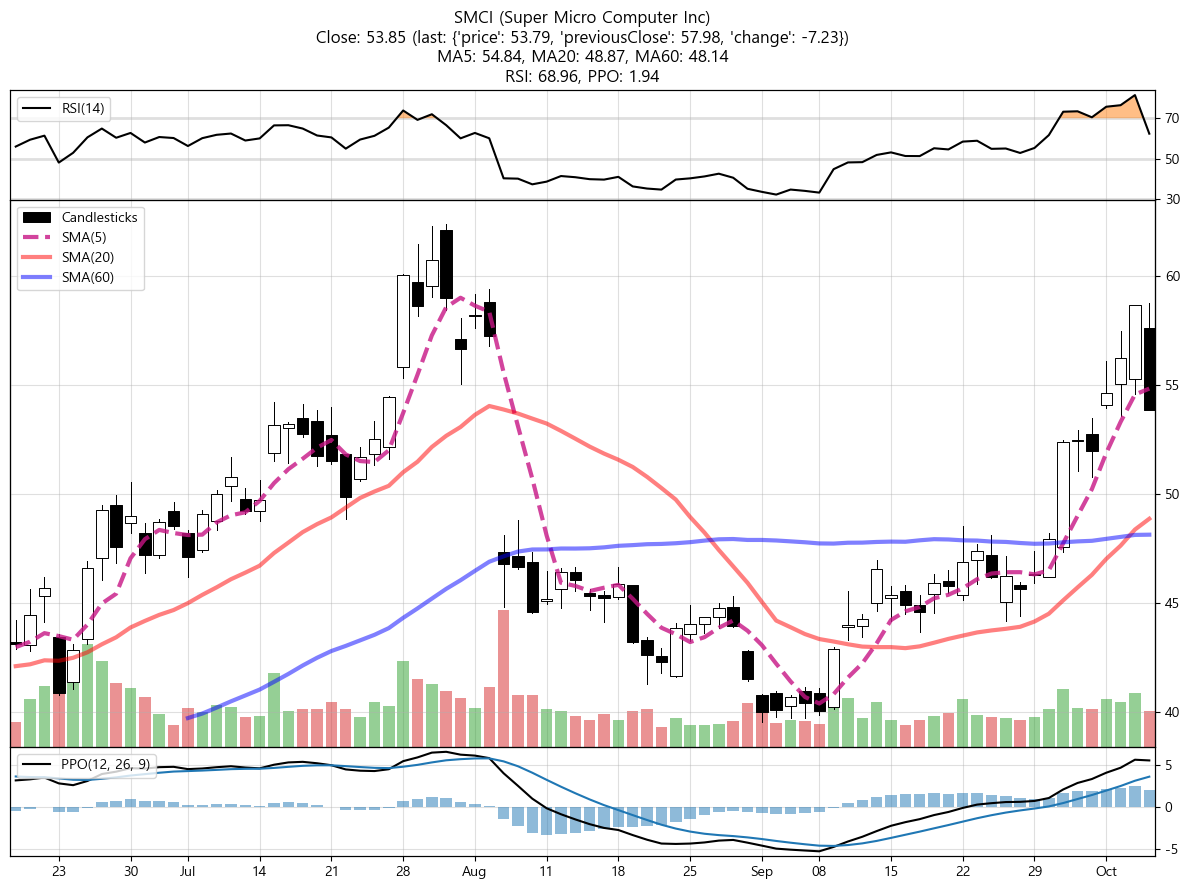 SMCI (Super Micro Computer Inc)
Close: 53.85 (last: {'price': 53.79, 'previousClose': 57.98, 'change': -7.23})
MA5: 54.84, MA20: 48.87, MA60: 48.14
RSI: 68.96, PPO: 1.94
RSI(14)
70
50
30
Candlesticks
SMA(5)
SMA(20)
SMA(60)
60
55
50
45
40
PPO(12, 26, 9)
5
0
-5
23 30 Jul 14 21 28 Aug 11 18 25 Sep 08 15 22 29 Oct